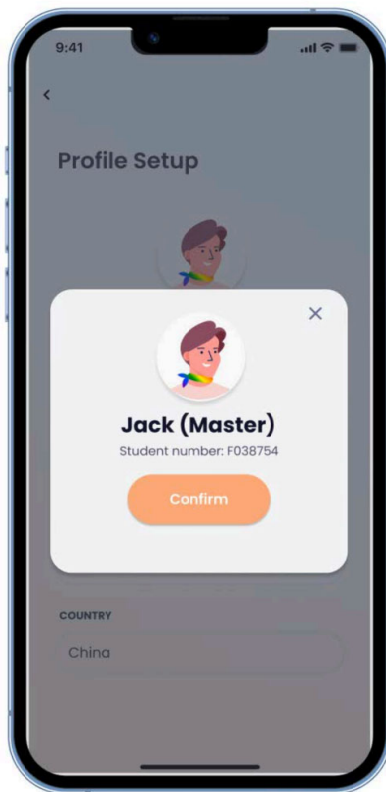 9:41
Profile Setup
Jack (Master)
Student number: F038754
Confirm
COUNTRY
China